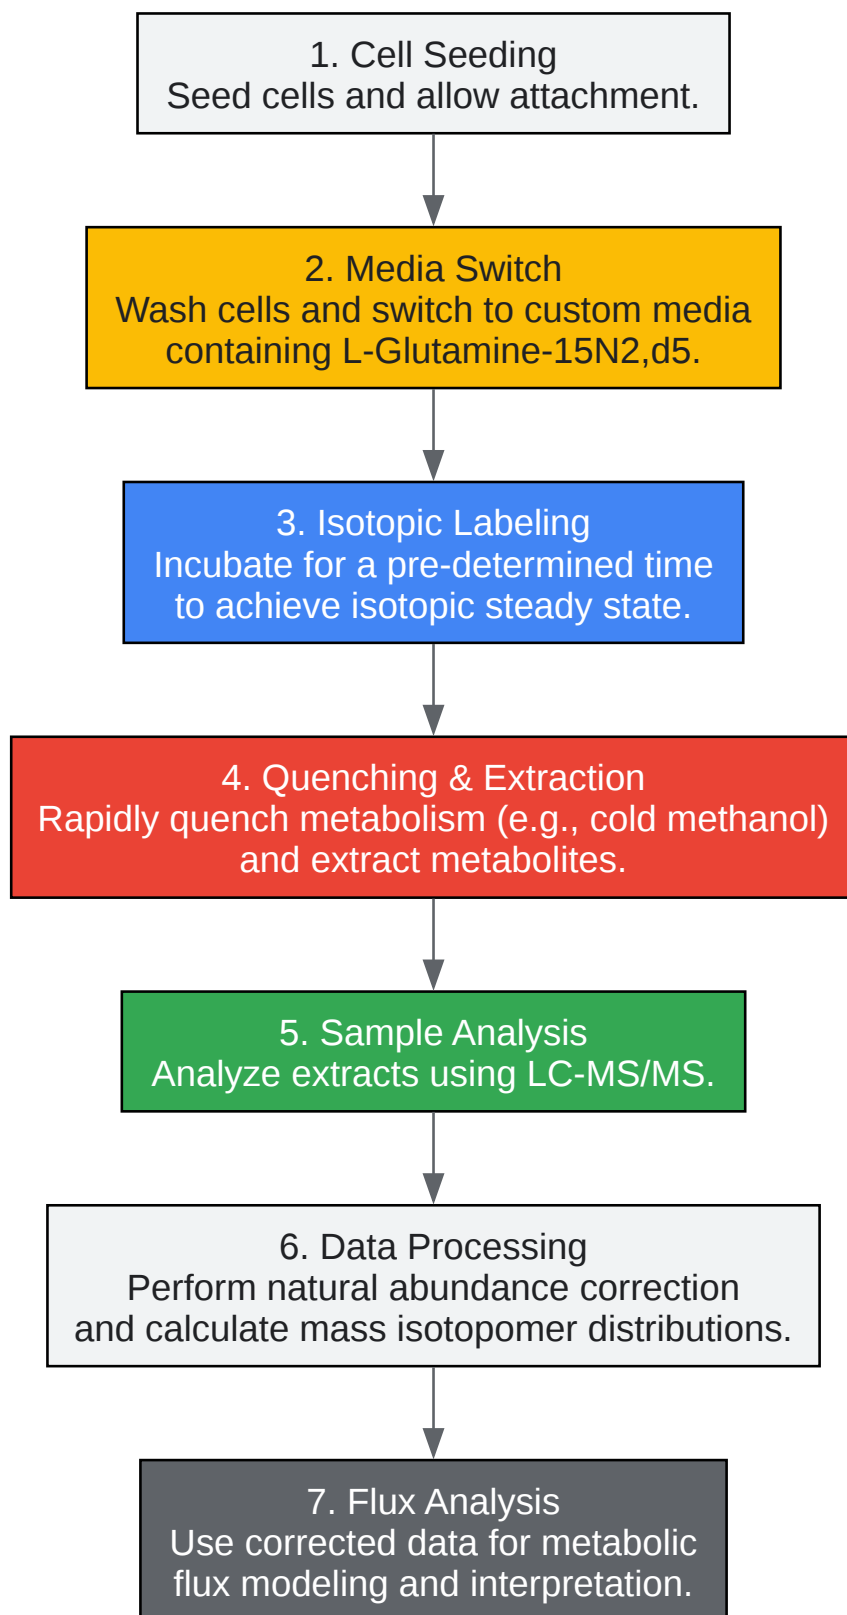 1. Cell Seeding
Seed cells and allow attachment.
2. Media Switch
Wash cells and switch to custom media
containing L-Glutamine-15N2,d5.
3. Isotopic Labeling
Incubate for a pre-determined time
to achieve isotopic steady state.
4. Quenching & Extraction
Rapidly quench metabolism (e.g., cold methanol)
and extract metabolites.
5. Sample Analysis
Analyze extracts using LC-MS/MS.
6. Data Processing
Perform natural abundance correction
and calculate mass isotopomer distributions.
7. Flux Analysis
Use corrected data for metabolic
flux modeling and interpretation.